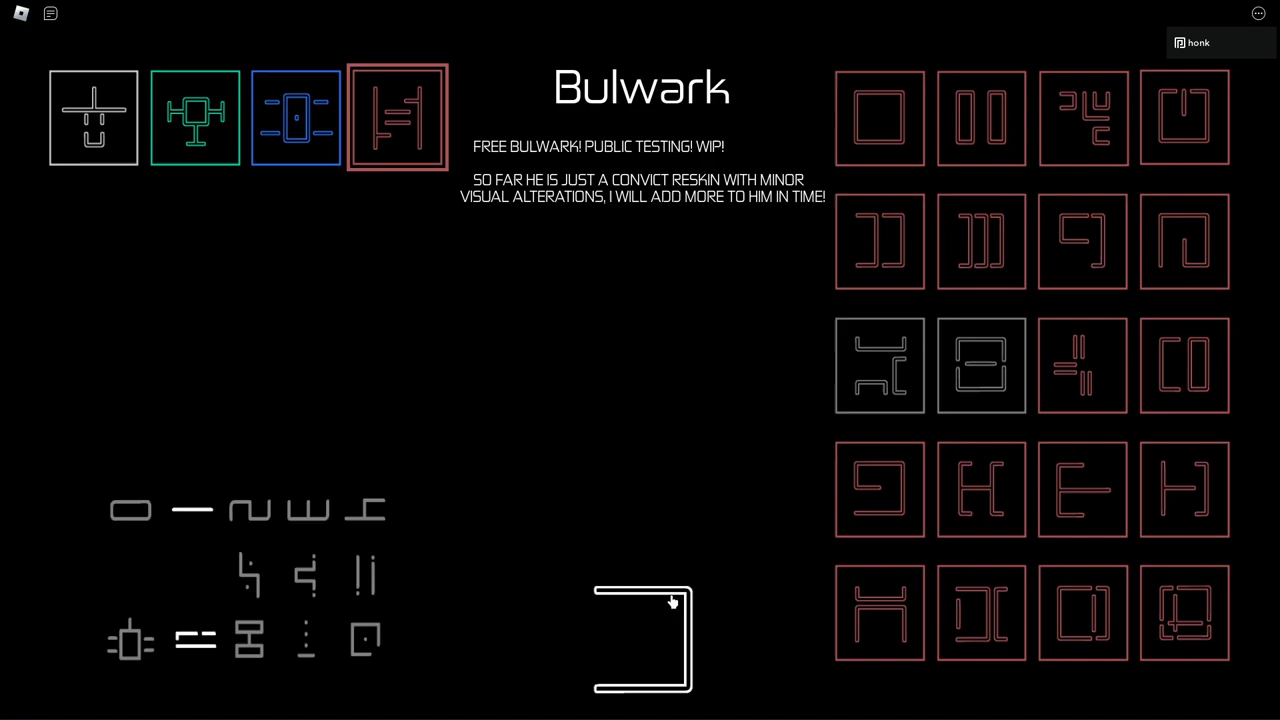 honk
Bulwark
FREE BULWARK! PUBLIC TESTING! WIP!
SO FAR HE IS JUST A CONVICT RESKIN WITH MINOR
VISUAL ALTERATIONS, I WILL ADD MORE TO HIM IN TIME!